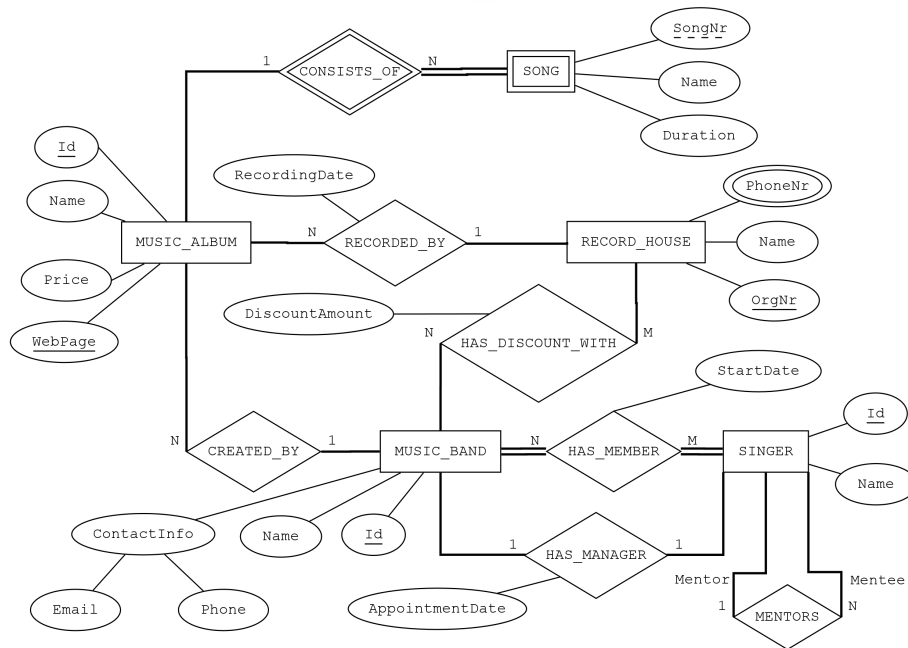 SongNr
1
N
CONSISTS_OF
SONG
Name
Duration
Id
RecordingDate
PhoneNr
Name
N
1
MUSIC_ALBUM
RECORDED_BY
RECORD_HOUSE
Name
Price
OrgNr
DiscountAmount
WebPage
N
HAS_DISCOUNT_WITH
M
StartDate
Id
N
1
N
M
CREATED_BY
MUSIC_BAND
HAS_MEMBER
SINGER
Name
ContactInfo
Name
Id
1
HAS_MANAGER
1
Mentor
Mentee
Email
Phone
AppointmentDate
1
MENTORS
N